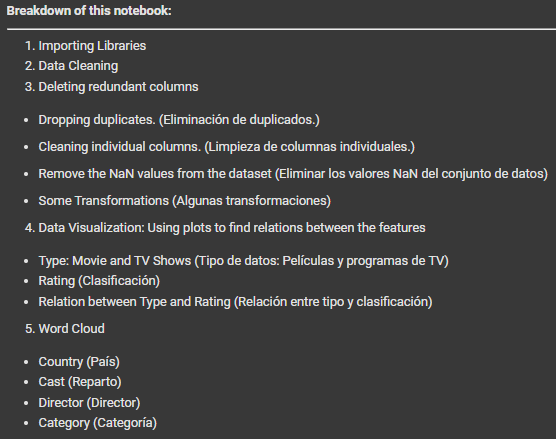 Breakdown of this notebook:
1. Importing Libraries
2. Data Cleaning
3. Deleting redundant columns
• Dropping duplicates. (Eliminación de duplicados.)
• Cleaning individual columns. (Limpieza de columnas individuales.)
• Remove the NaN values from the dataset (Eliminar los valores NaN del conjunto de datos)
• Some Transformations (Algunas transformaciones)
4. Data Visualization: Using plots to find relations between the features
• Type: Movie and TV Shows (Tipo de datos: Películas y programas de TV)
• Rating (Clasificación)
• Relation between Type and Rating (Relación entre tipo y clasificación)
5. Word Cloud
• Country (País)
• Cast (Reparto)
• Director (Director)
• Category (Categoría)